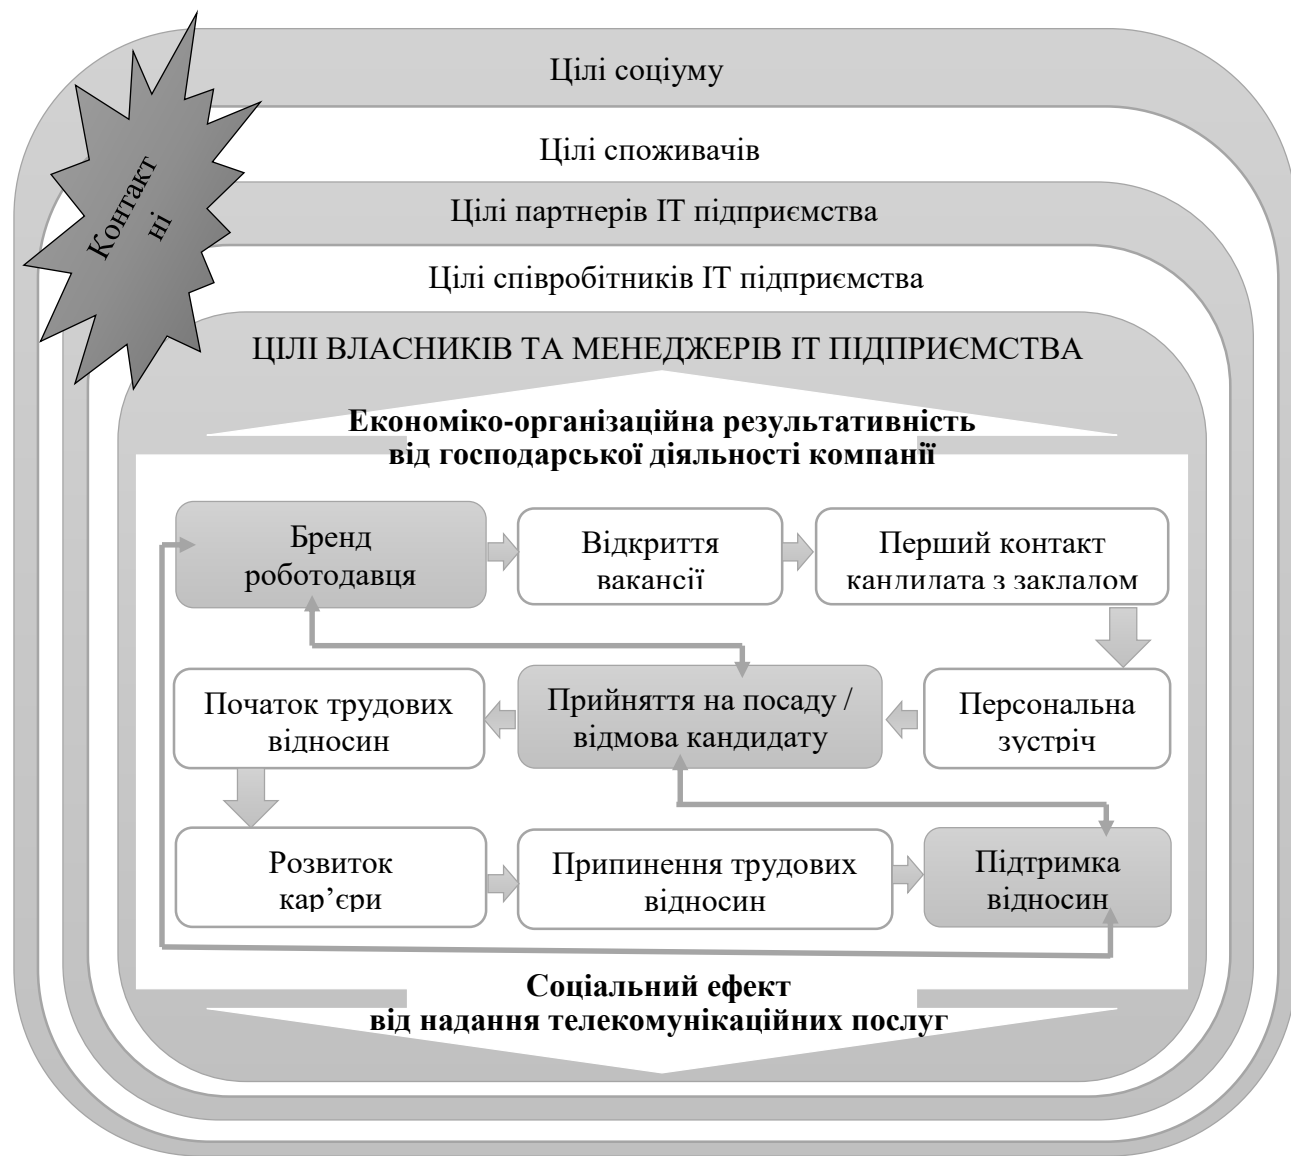 Цілі соціуму
Цілі споживачів
Цілі партнерів ІТ підприємства
Цілі співробітників ІТ підприємства
Контакт
ні
ЦІЛІ ВЛАСНИКІВ ТА МЕНЕДЖЕРІВ ІТ ПІДПРИЄМСТВА
Економіко-організаційна результативність
від господарської діяльності компанії
Бренд
роботодавця
Відкриття
вакансії
Перший контакт
кандидата з закладом
Початок трудових
відносин
Прийняття на посаду /
відмова кандидату
Персональна
зустріч
Розвиток
кар’єри
Припинення трудових
відносин
Підтримка
відносин
Соціальний ефект
від надання телекомунікаційних послуг